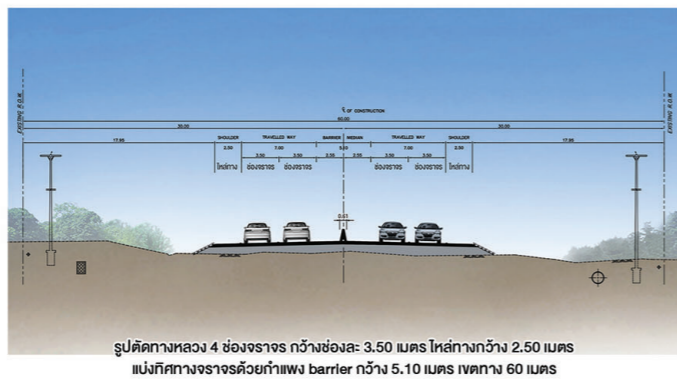 ℄ OF CONSTRUCTION
60.00
30.00 30.00
17.95 SHOULDER TRAVELLED WAY BARRIER MEDIAN TRAVELLED WAY SHOULDER 17.95
2.50 7.00 5.10 7.00 2.50
3.50 3.50 2.55 2.55 3.50 3.50
ไหล่ทาง ช่องจราจร ช่องจราจร ช่องจราจร ช่องจราจร ไหล่ทาง
EXISTING R.O.W.
EXISTING R.O.W.
0.61
รูปตัดทางหลวง 4 ช่องจราจร กว้างช่องละ 3.50 เมตร ไหล่ทางกว้าง 2.50 เมตร
แบ่งทิศทางจราจรด้วยกำแพง barrier กว้าง 5.10 เมตร เขตทาง 60 เมตร